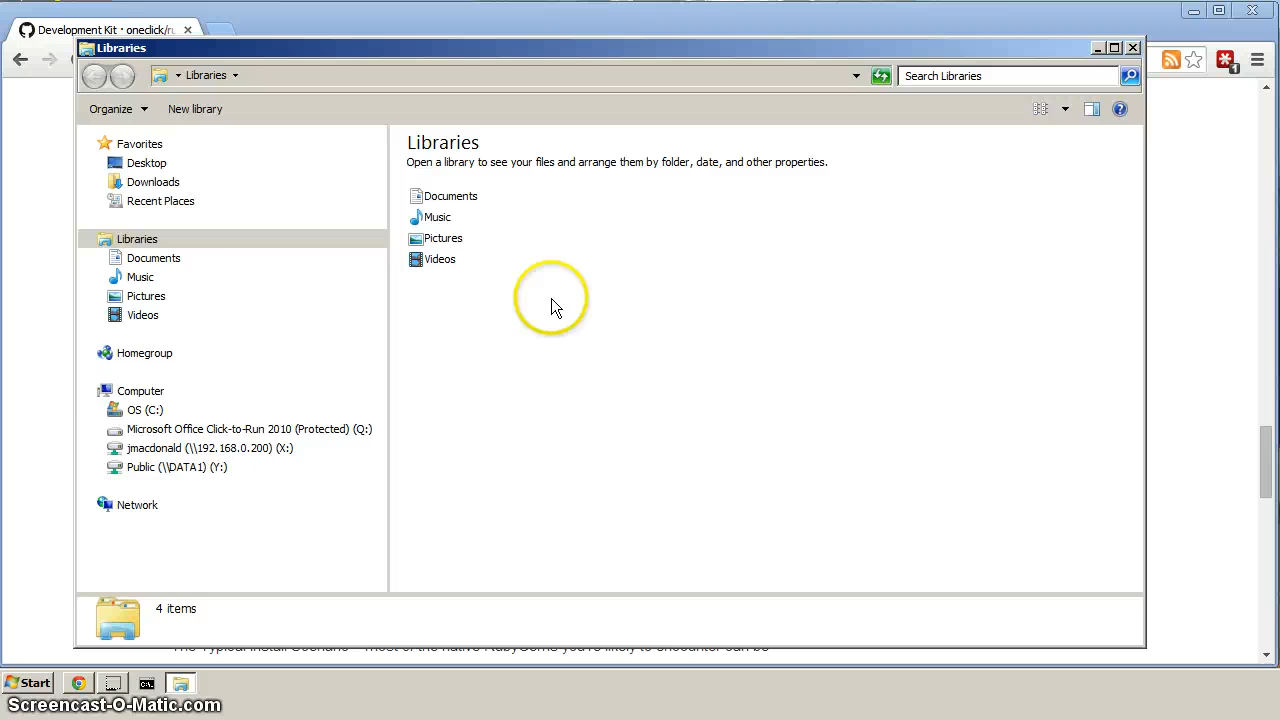 Development Kit · oneclick/ru
Libraries
Libraries
Search Libraries
1
Organize
New library
Favorites
Desktop
Downloads
Recent Places
Libraries
Documents
Music
Pictures
Videos
Homegroup
Computer
OS (C:)
Microsoft Office Click-to-Run 2010 (Protected) (Q:)
jmacdonald (\\192.168.0.200) (X:)
Public (\\DATA1) (Y:)
Network
Libraries
Open a library to see your files and arrange them by folder, date, and other properties.
Documents
Music
Pictures
Videos
4 items
Start
Screencast-O-Matic.com